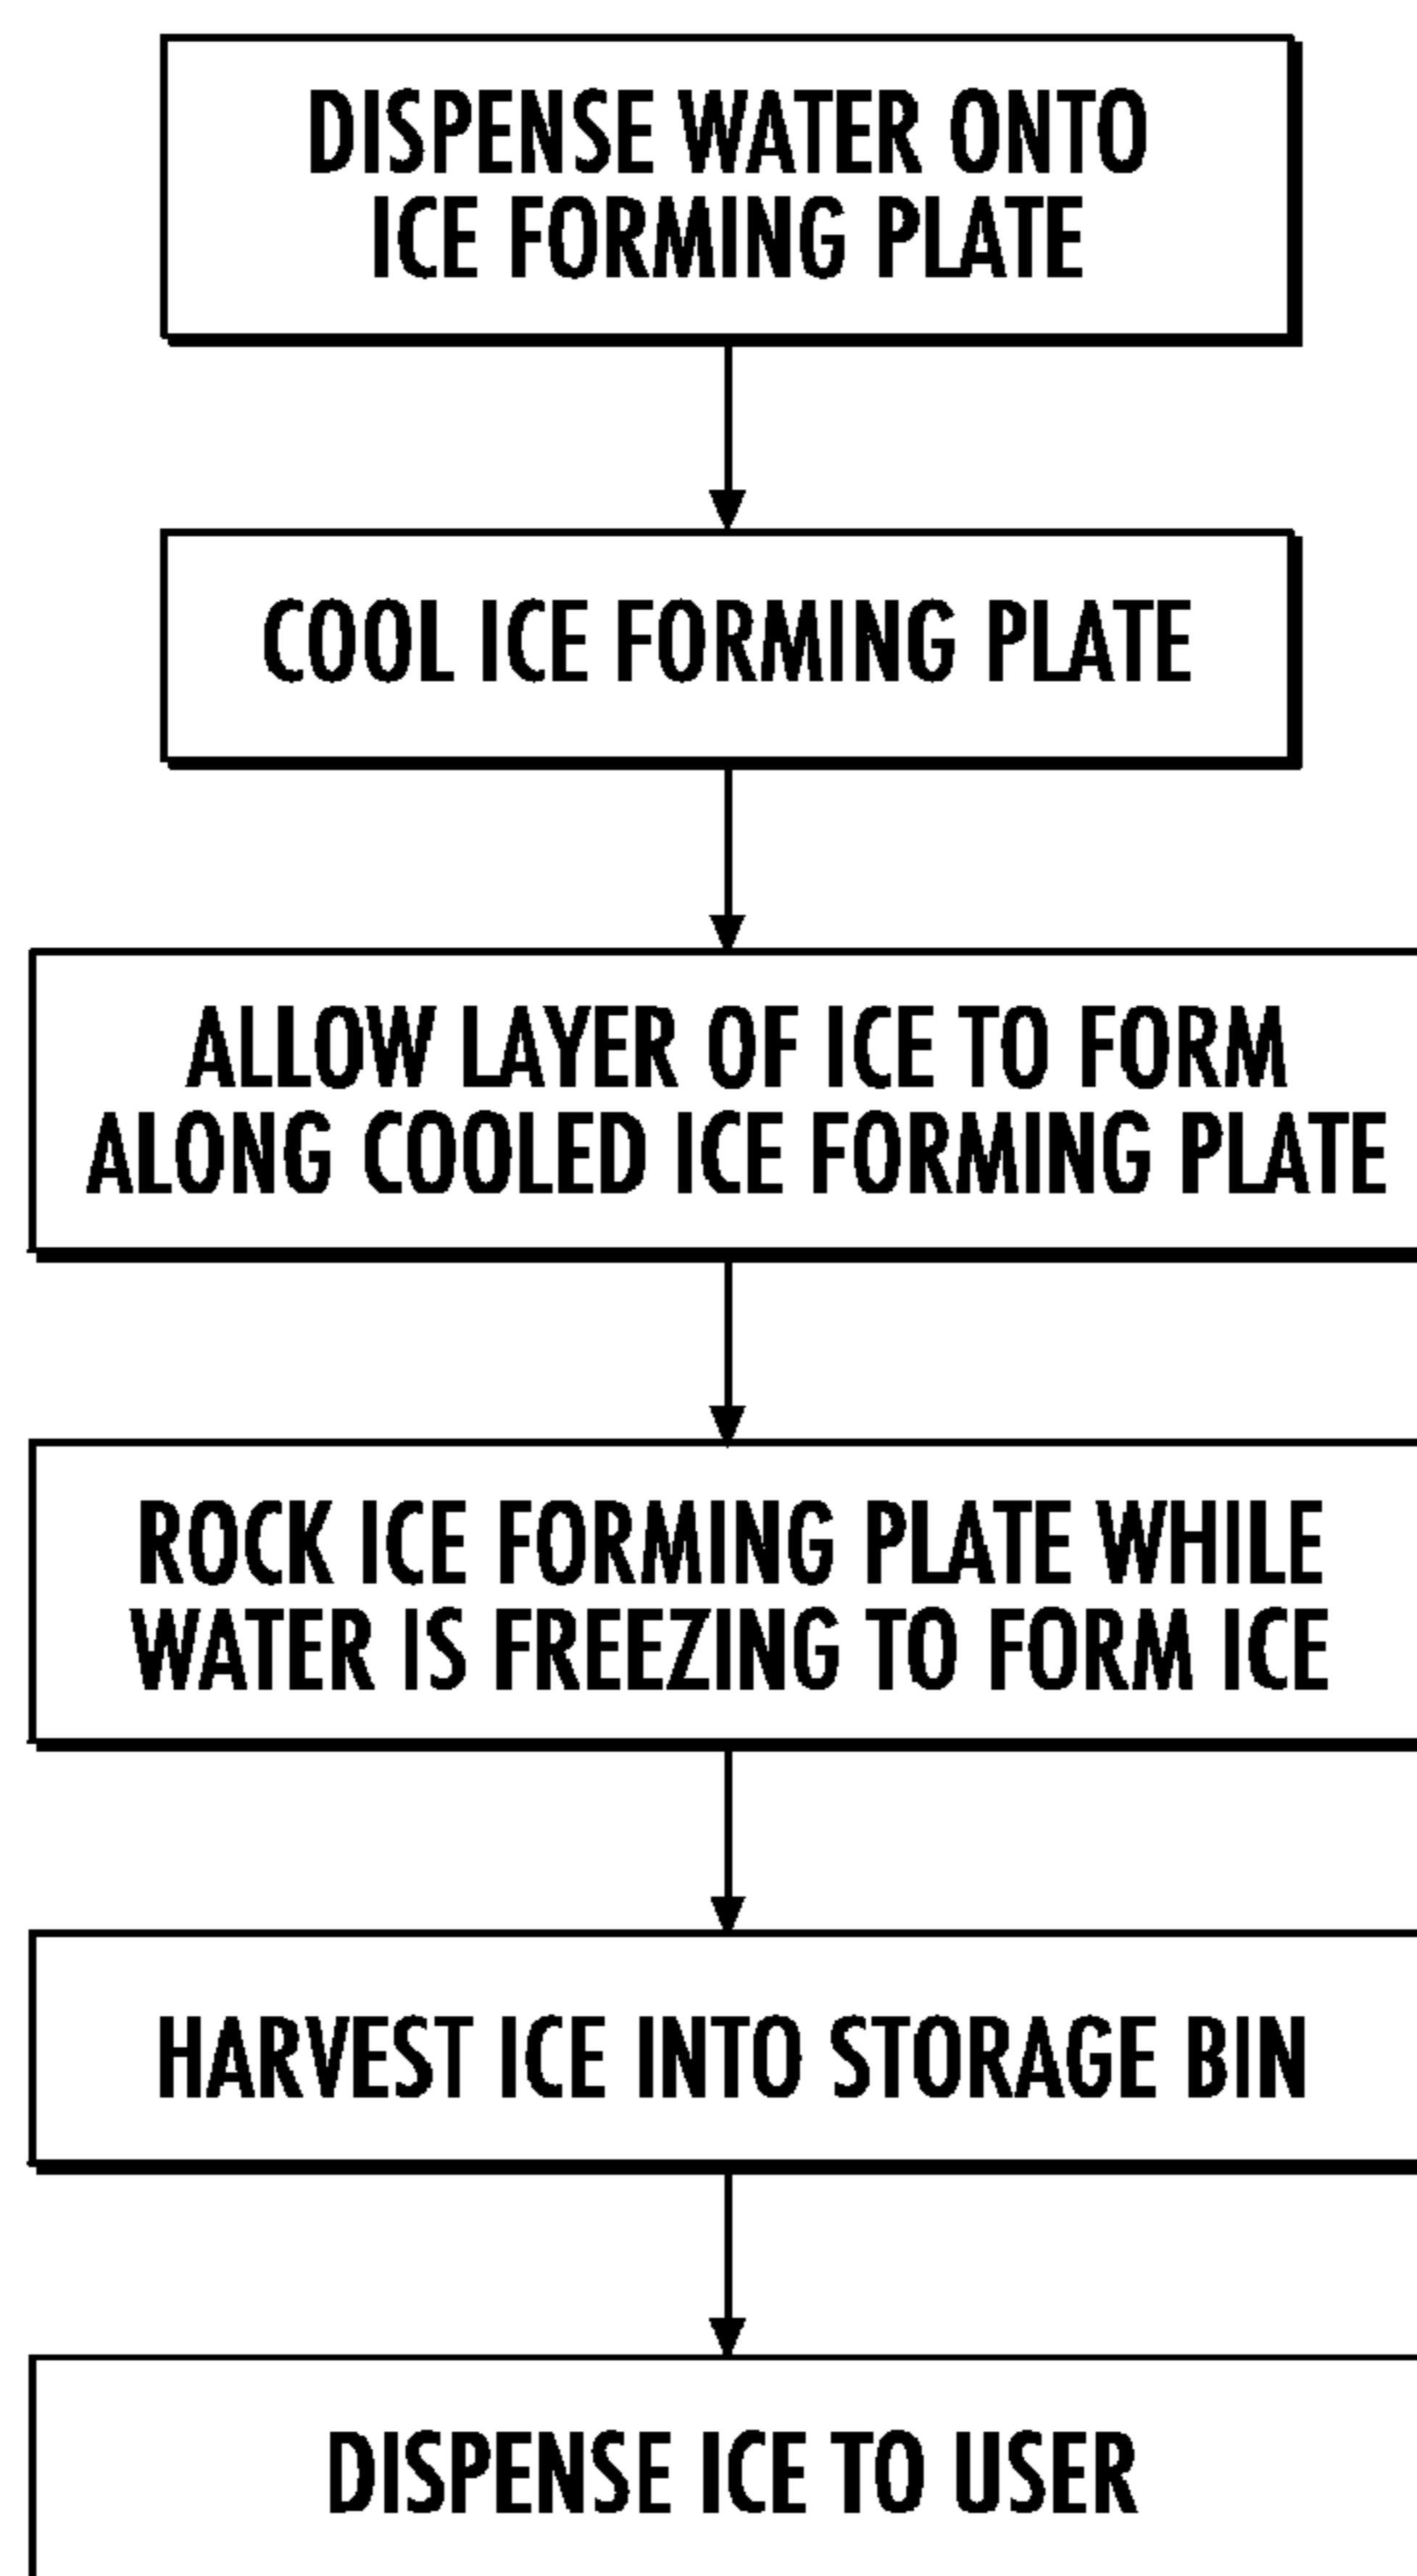 DISPENSE WATER ONTO
ICE FORMING PLATE
COOL ICE FORMING PLATE
ALLOW LAYER OF ICE TO FORM
ALONG COOLED ICE FORMING PLATE
ROCK ICE FORMING PLATE WHILE
WATER IS FREEZING TO FORM ICE
HARVEST ICE INTO STORAGE BIN
DISPENSE ICE TO USER